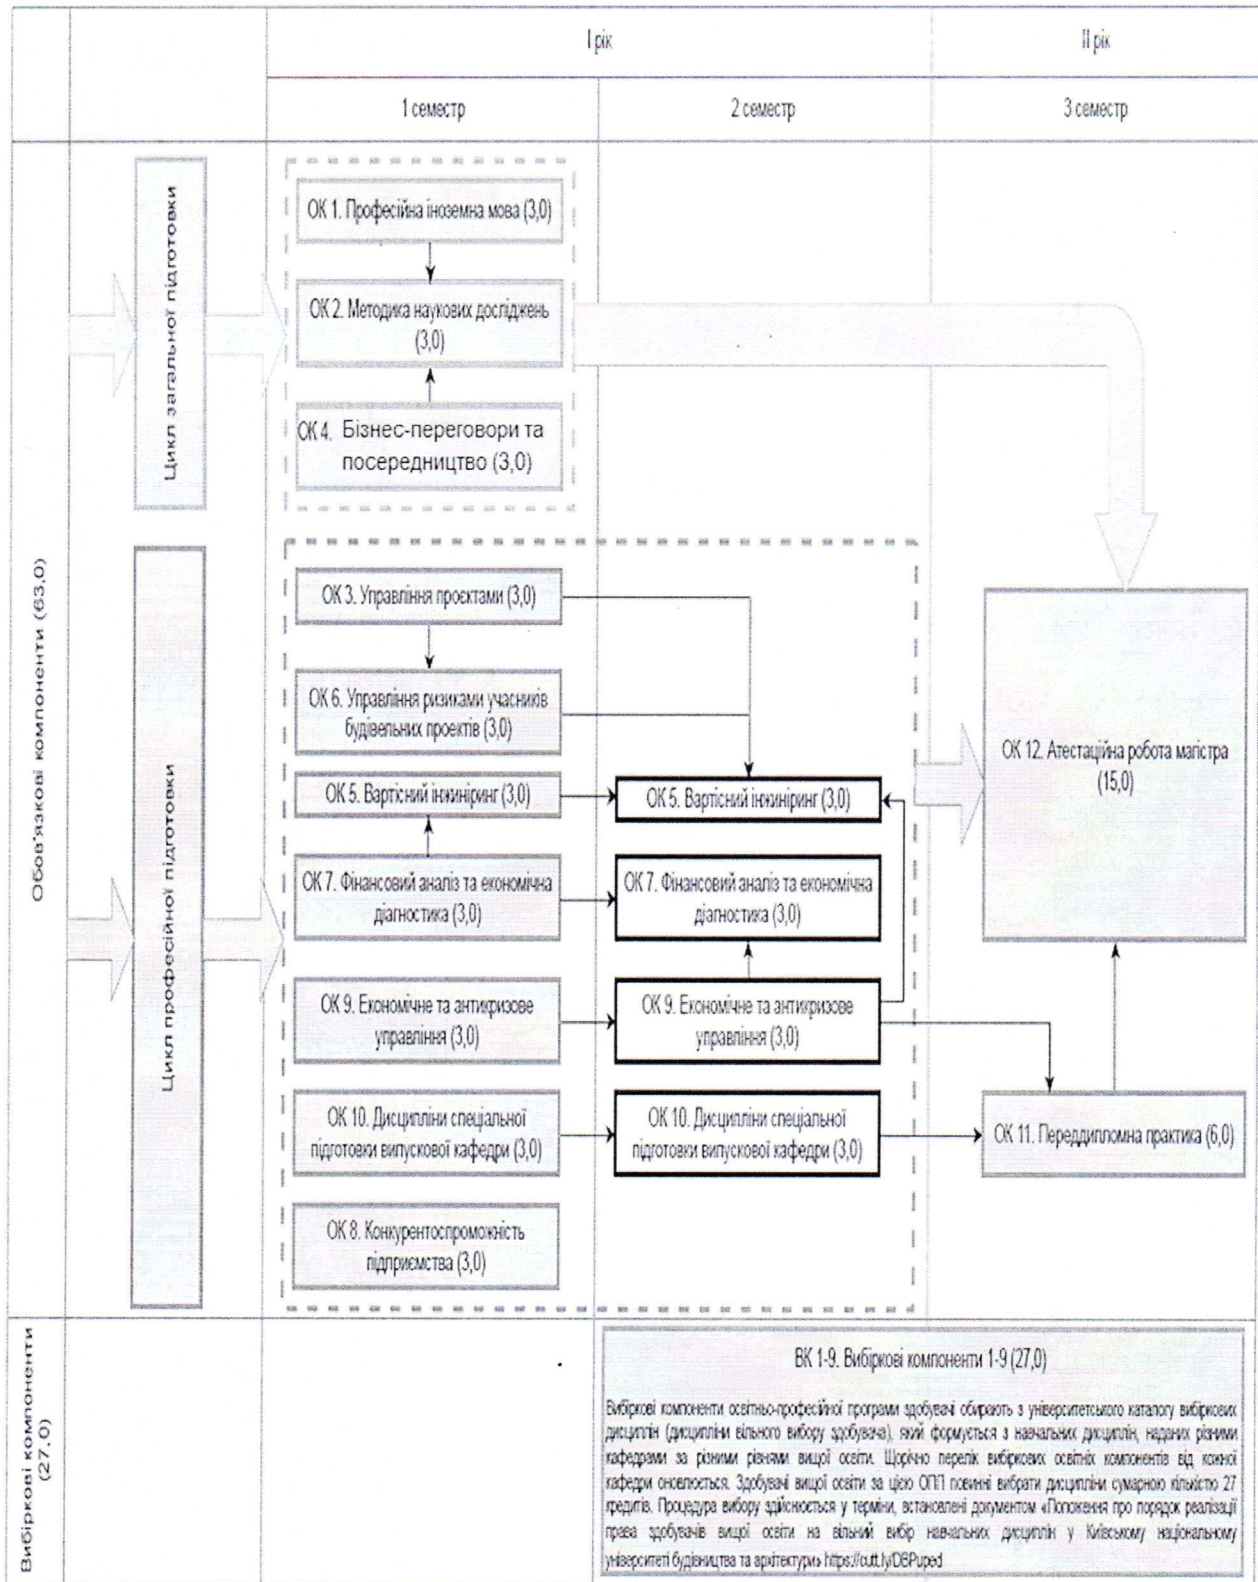 І рік
ІІ рік
1 семестр
2 семестр
3 семестр
Обов'язкові компоненти (63,0)
Цикл загальної підготовки
ОК 1. Професійна іноземна мова (3,0)
ОК 2. Методика наукових досліджень
(3,0)
ОК 4. Бізнес-переговори та
посередництво (3,0)
Цикл професійної підготовки
ОК 3. Управління проєктами (3,0)
ОК 6. Управління ризиками учасників
будівельних проектів (3,0)
ОК 5. Вартісний інжиніринг (3,0)
ОК 5. Вартісний інжиніринг (3,0)
ОК 7. Фінансовий аналіз та економічна
діагностика (3,0)
ОК 7. Фінансовий аналіз та економічна
діагностика (3,0)
ОК 9. Економічне та антикризове
управління (3,0)
ОК 9. Економічне та антикризове
управління (3,0)
ОК 10. Дисципліни спеціальної
підготовки випускової кафедри (3,0)
ОК 10. Дисципліни спеціальної
підготовки випускової кафедри (3,0)
ОК 8. Конкурентоспроможність
підприємства (3,0)
ОК 12. Атестаційна робота магістра
(15,0)
ОК 11. Переддипломна практика (6,0)
Вибіркові компоненти
(27,0)
ВК 1-9. Вибіркові компоненти 1-9 (27,0)
Вибіркові компоненти освітньо-професійної програми здобувачі обирають з університетського каталогу вибіркових
дисциплін (дисципліни вільного вибору здобувача), який формується з навчальних дисциплін, наданих різними
кафедрами за різними рівнями вищої освіти. Щорічно перелік вибіркових освітніх компонентів від кожної
кафедри оновлюється. Здобувачі вищої освіти за цією ОПП повинні вибрати дисципліни сумарною кількістю 27
кредитів. Процедура вибору здійснюється у терміни, встановлені документом «Положення про порядок реалізації
права здобувачів вищої освіти на вільний вибір навчальних дисциплін у Київському національному
університеті будівництва та архітектури» https://cutt.ly/DBPuped